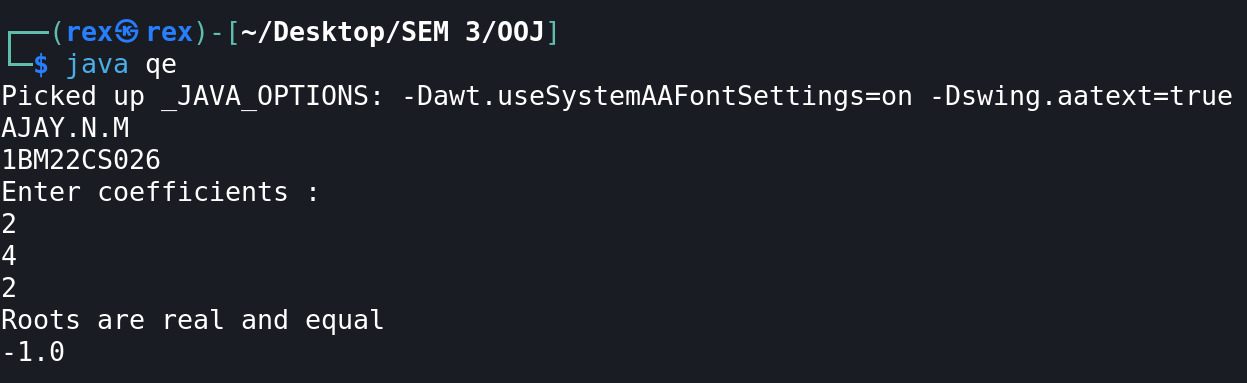 ┌──(rex㉿rex)-[~/Desktop/SEM 3/OOJ]
└─$ java qe
Picked up _JAVA_OPTIONS: -Dawt.useSystemAAFontSettings=on -Dswing.aatext=true
AJAY.N.M
1BM22CS026
Enter coefficients :
2
4
2
Roots are real and equal
-1.0